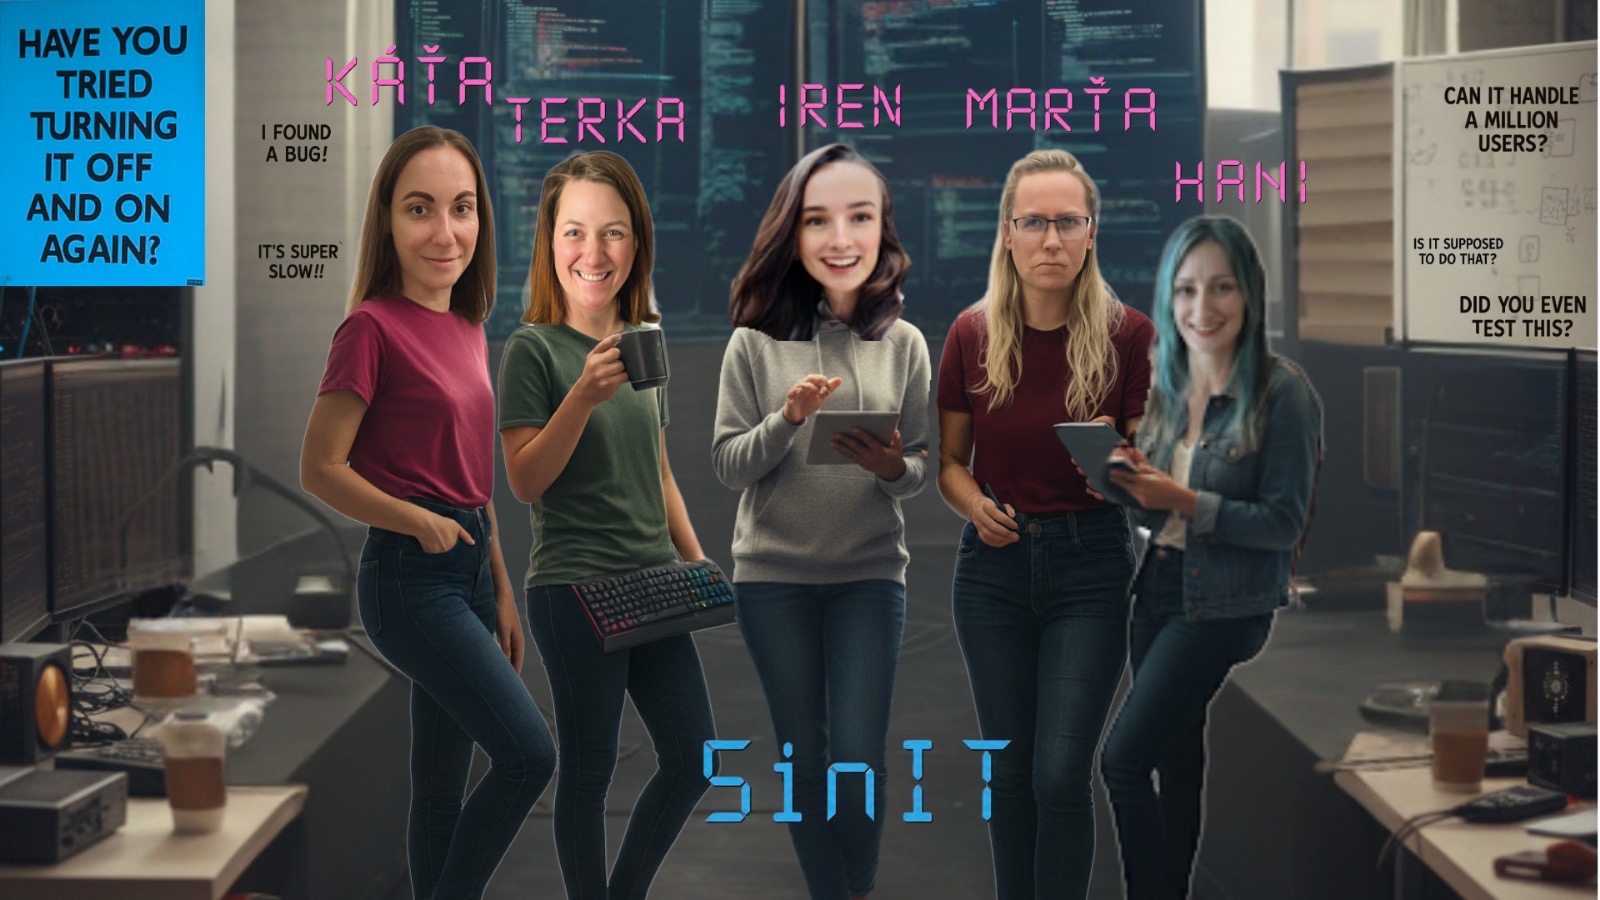 HAVE YOU
TRIED
TURNING
IT OFF
AND ON
AGAIN?
I FOUND
A BUG!
IT'S SUPER
SLOW!!
KÁŤA
TERKA
IREN
MARŤA
HANI
CAN IT HANDLE
A MILLION
USERS?
IS IT SUPPOSED
TO DO THAT?
DID YOU EVEN
TEST THIS?
SinIT